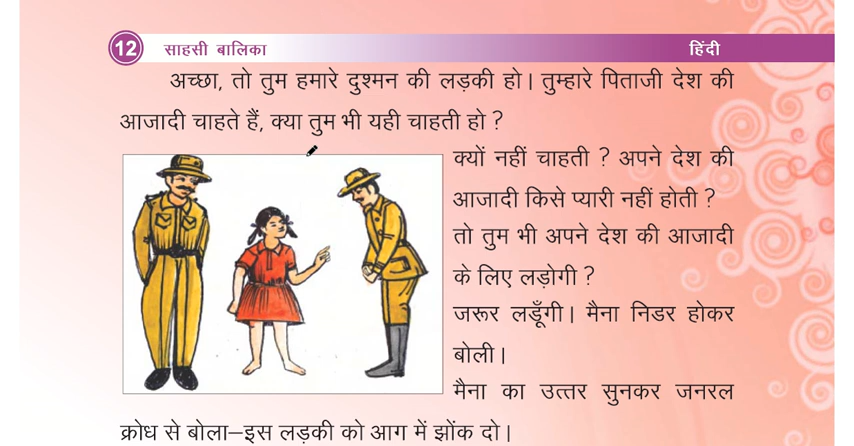 12 साहसी बालिका हिंदी
अच्छा, तो तुम हमारे दुश्मन की लड़की हो। तुम्हारे पिताजी देश की
आजादी चाहते हैं, क्या तुम भी यही चाहती हो ?
क्यों नहीं चाहती ? अपने देश की
आजादी किसे प्यारी नहीं होती ?
तो तुम भी अपने देश की आजादी
के लिए लड़ोगी ?
जरूर लडूँगी। मैना निडर होकर
बोली।
मैना का उत्तर सुनकर जनरल
क्रोध से बोला–इस लड़की को आग में झोंक दो।